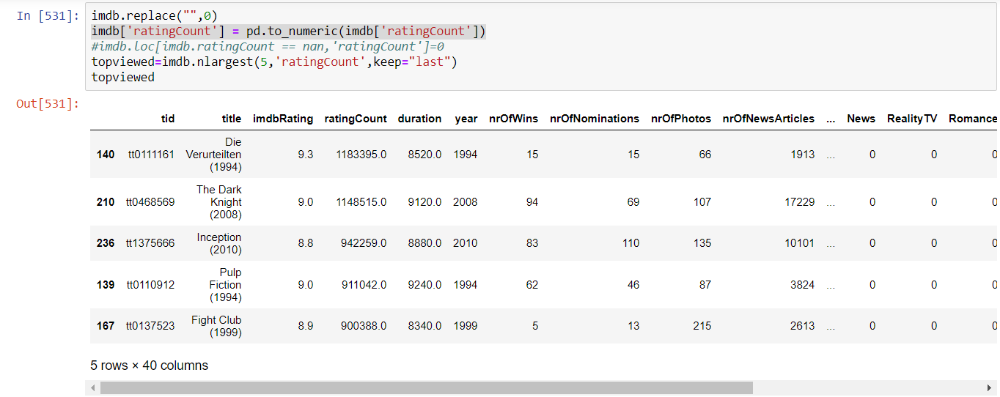 In [531]: imdb.replace("",0)
imdb['ratingCount'] = pd.to_numeric(imdb['ratingCount'])
#imdb.loc[imdb.ratingCount == nan,'ratingCount']=0
topviewed=imdb.nlargest(5,'ratingCount',keep="last")
topviewed
Out[531]:
tid title imdbRating ratingCount duration year nrOfWins nrOfNominations nrOfPhotos nrOfNewsArticles ... News RealityTV Romance
140 tt0111161 Die Verurteilten (1994) 9.3 1183395.0 8520.0 1994 15 15 66 1913 ... 0 0 0
210 tt0468569 The Dark Knight (2008) 9.0 1148515.0 9120.0 2008 94 69 107 17229 ... 0 0 0
236 tt1375666 Inception (2010) 8.8 942259.0 8880.0 2010 83 110 135 10101 ... 0 0 0
139 tt0110912 Pulp Fiction (1994) 9.0 911042.0 9240.0 1994 62 46 87 3824 ... 0 0 0
167 tt0137523 Fight Club (1999) 8.9 900388.0 8340.0 1999 5 13 215 2613 ... 0 0 0
5 rows × 40 columns